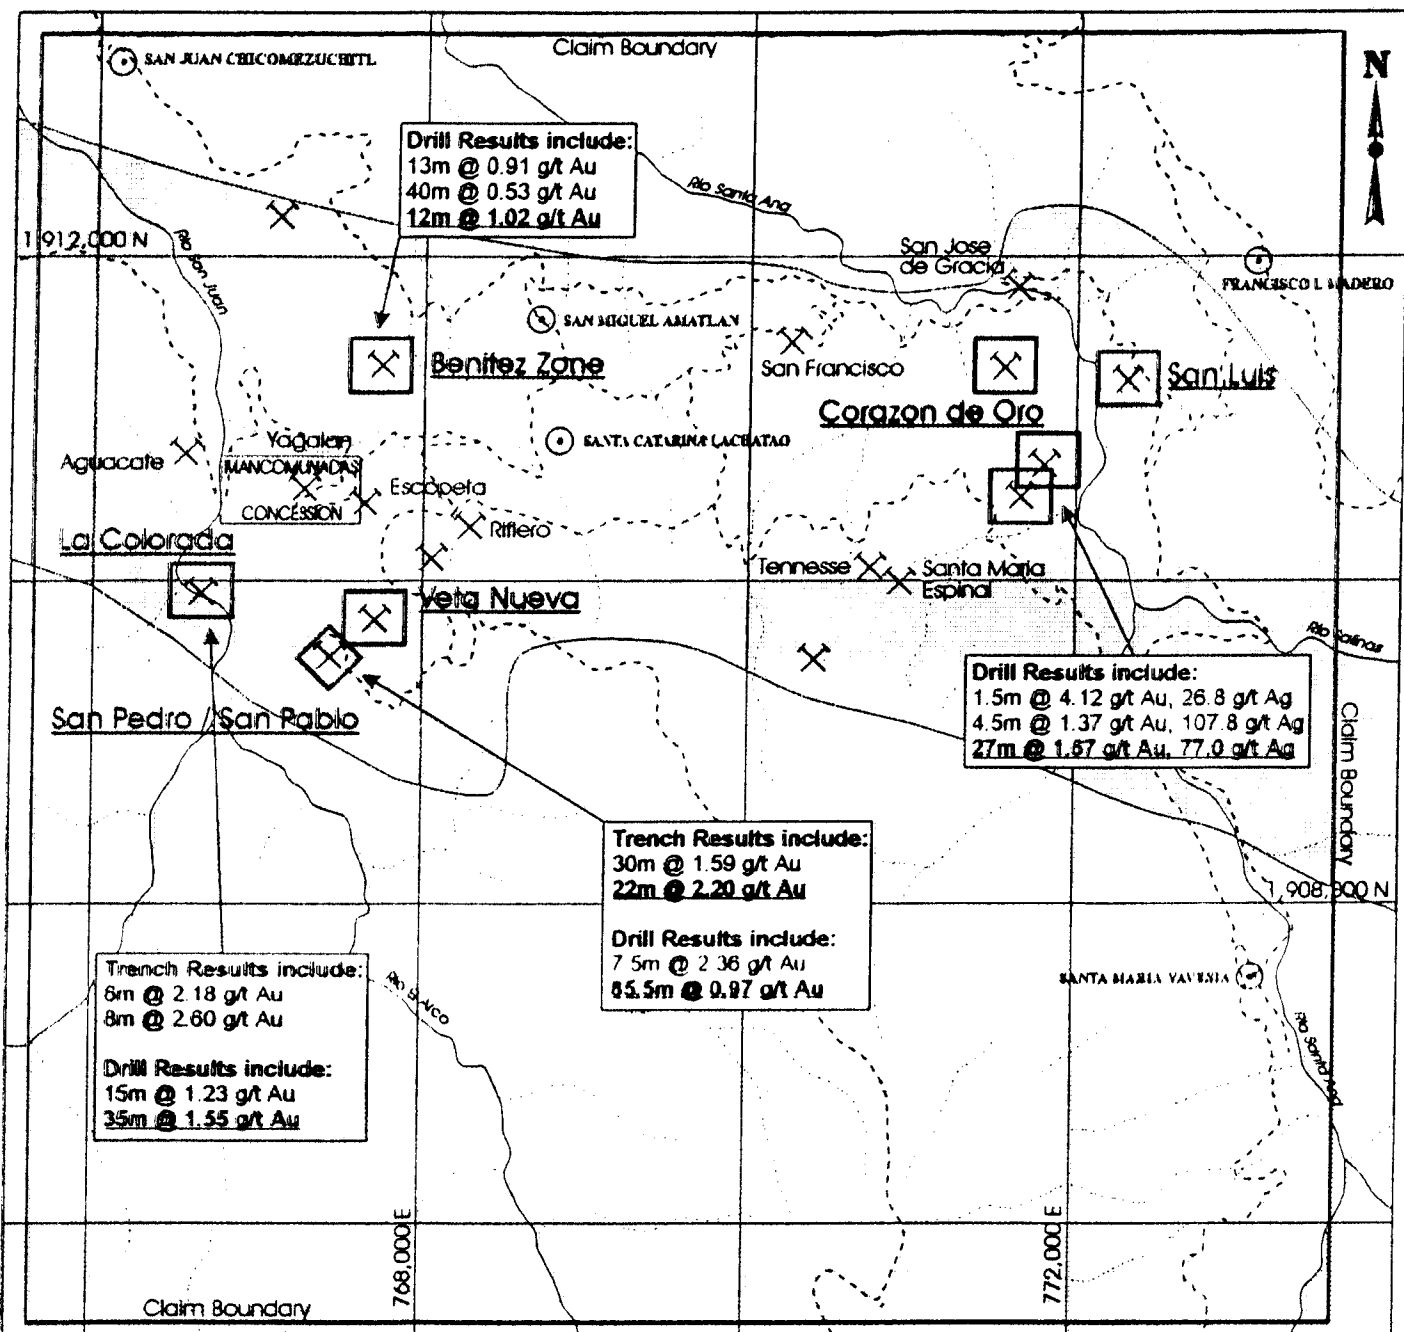 Claim Boundary
SAN JUAN CHICOMEZUCHITL
N
Drill Results include:
13m @ 0.91 g/t Au
40m @ 0.53 g/t Au
12m @ 1.02 g/t Au
Rio Santa Ana
1,912,000 N
Rio San Juan
San Jose
de Gracia
FRANCISCO I. MADERO
SAN MIGUEL AMATLAN
Benitez Zone
San Francisco
San Luis
Corazon de Oro
SANTA CATARINA LACHATAO
Yagalan
Aguacate
MANCOMUNADAS
CONCESSION
Escopeta
Riflero
La Colorada
Tennesse
Santa Maria
Espinal
Veta Nueva
Rio Salinas
Drill Results include:
1.5m @ 4.12 g/t Au, 26.8 g/t Ag
4.5m @ 1.37 g/t Au, 107.8 g/t Ag
27m @ 1.67 g/t Au, 77.0 g/t Ag
San Pedro / San Pablo
Claim Boundary
Trench Results include:
30m @ 1.59 g/t Au
22m @ 2.20 g/t Au
Drill Results include:
7.5m @ 2.36 g/t Au
@ 0.97 g/t Au
1,908,000 N
SANTA MARIA YAVESIA
Trench Results include:
6m @ 2.18 g/t Au
8m @ 2.60 g/t Au
Drill Results include:
15m @ 1.23 g/t Au
35m @ 1.55 g/t Au
Rio El Arco
Rio Santa Ana
768,000 E
772,000 E
Claim Boundary